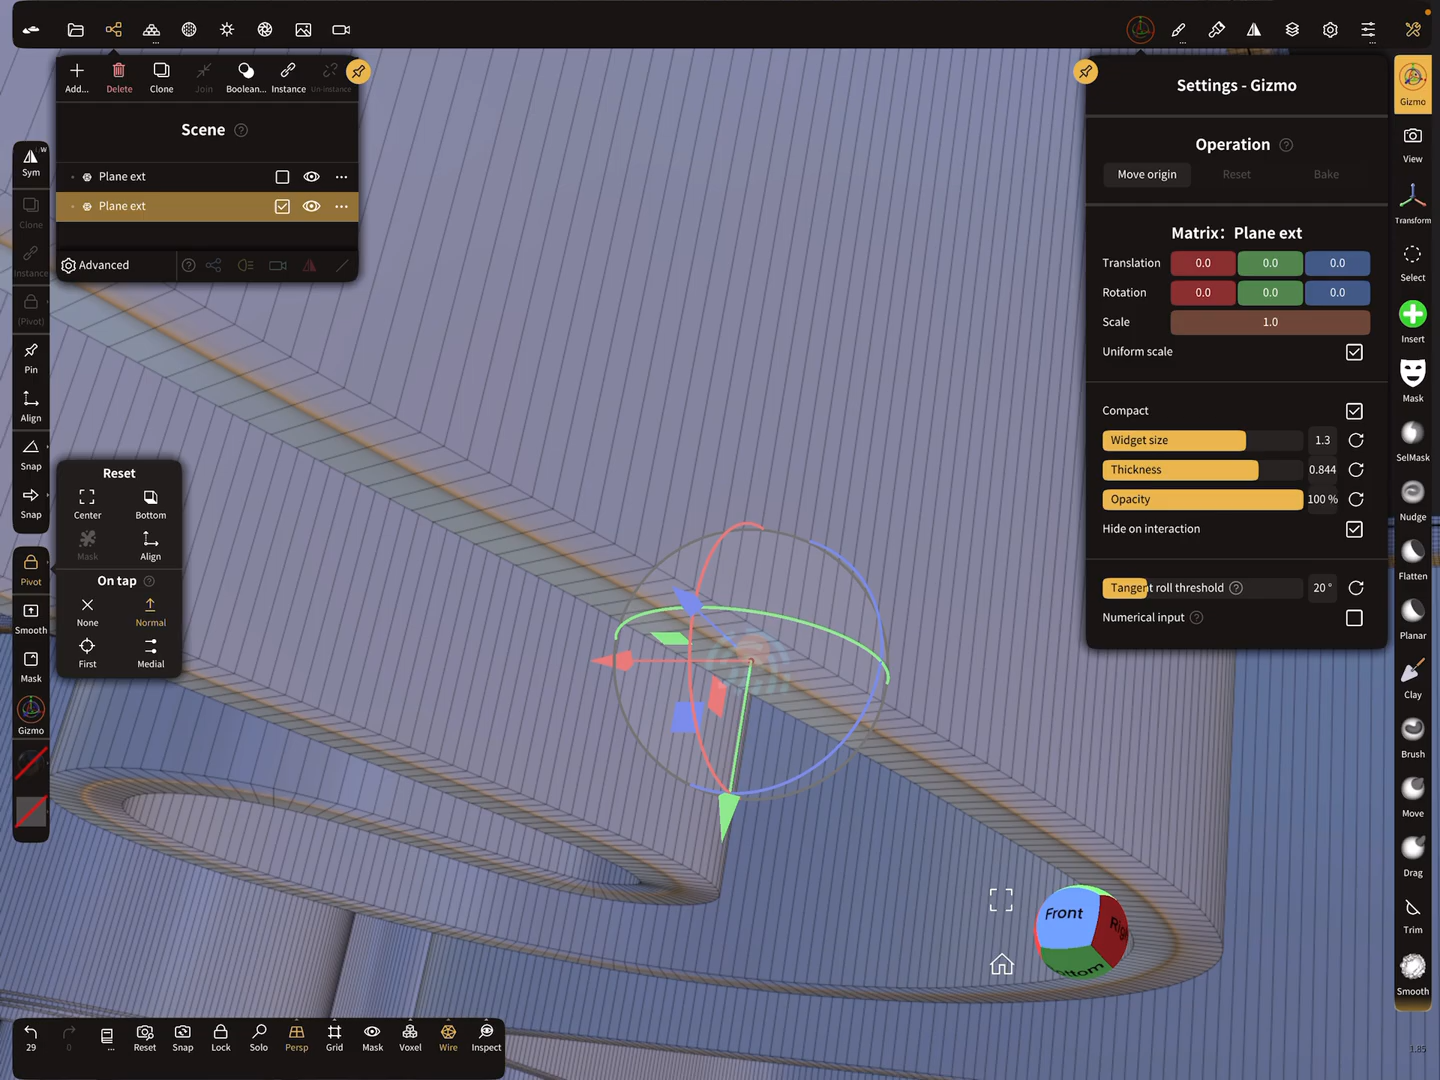 Add...
Delete
Clone
Join
Boolean...
Instance
Un-instance
Scene
Plane ext
Plane ext
Advanced
W
Sym
Clone
Instance
(Pivot)
Pin
Align
Snap
Snap
Pivot
Smooth
Mask
Gizmo
Reset
Center
Bottom
Mask
Align
On tap
None
Normal
First
Medial
Settings - Gizmo
Operation
Move origin
Reset
Bake
Matrix: Plane ext
Translation 0.0 0.0 0.0
Rotation 0.0 0.0 0.0
Scale 1.0
Uniform scale
Compact
Widget size 1.3
Thickness 0.844
Opacity 100 %
Hide on interaction
Tangent roll threshold 20 °
Numerical input
Gizmo
View
Transform
Select
Insert
Mask
SelMask
Nudge
Flatten
Planar
Clay
Brush
Move
Drag
Trim
Smooth
Front
29
0
...
Reset
Snap
Lock
Solo
Persp
Grid
Mask
Voxel
Wire
Inspect
1.85